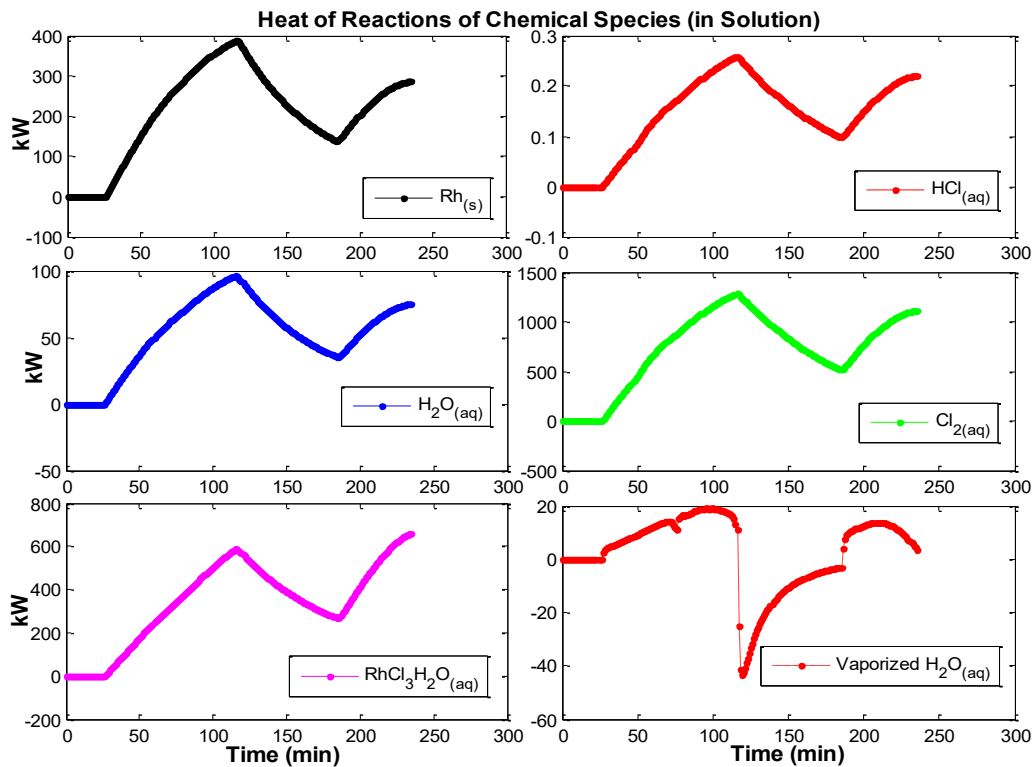 Heat of Reactions of Chemical Species (in Solution)
400
300
200
100
0
-100
kW
0 50 100 150 200 250 300
Rh(s)
0.3
0.2
0.1
0
-0.1
0 50 100 150 200 250 300
HCl(aq)
100
50
0
-50
kW
0 50 100 150 200 250 300
H2O(aq)
1500
1000
500
0
-500
0 50 100 150 200 250 300
Cl2(aq)
800
600
400
200
0
-200
kW
0 50 100 150 200 250 300
Time (min)
RhCl3H2O(aq)
20
0
-20
-40
-60
0 50 100 150 200 250 300
Time (min)
Vaporized H2O(aq)